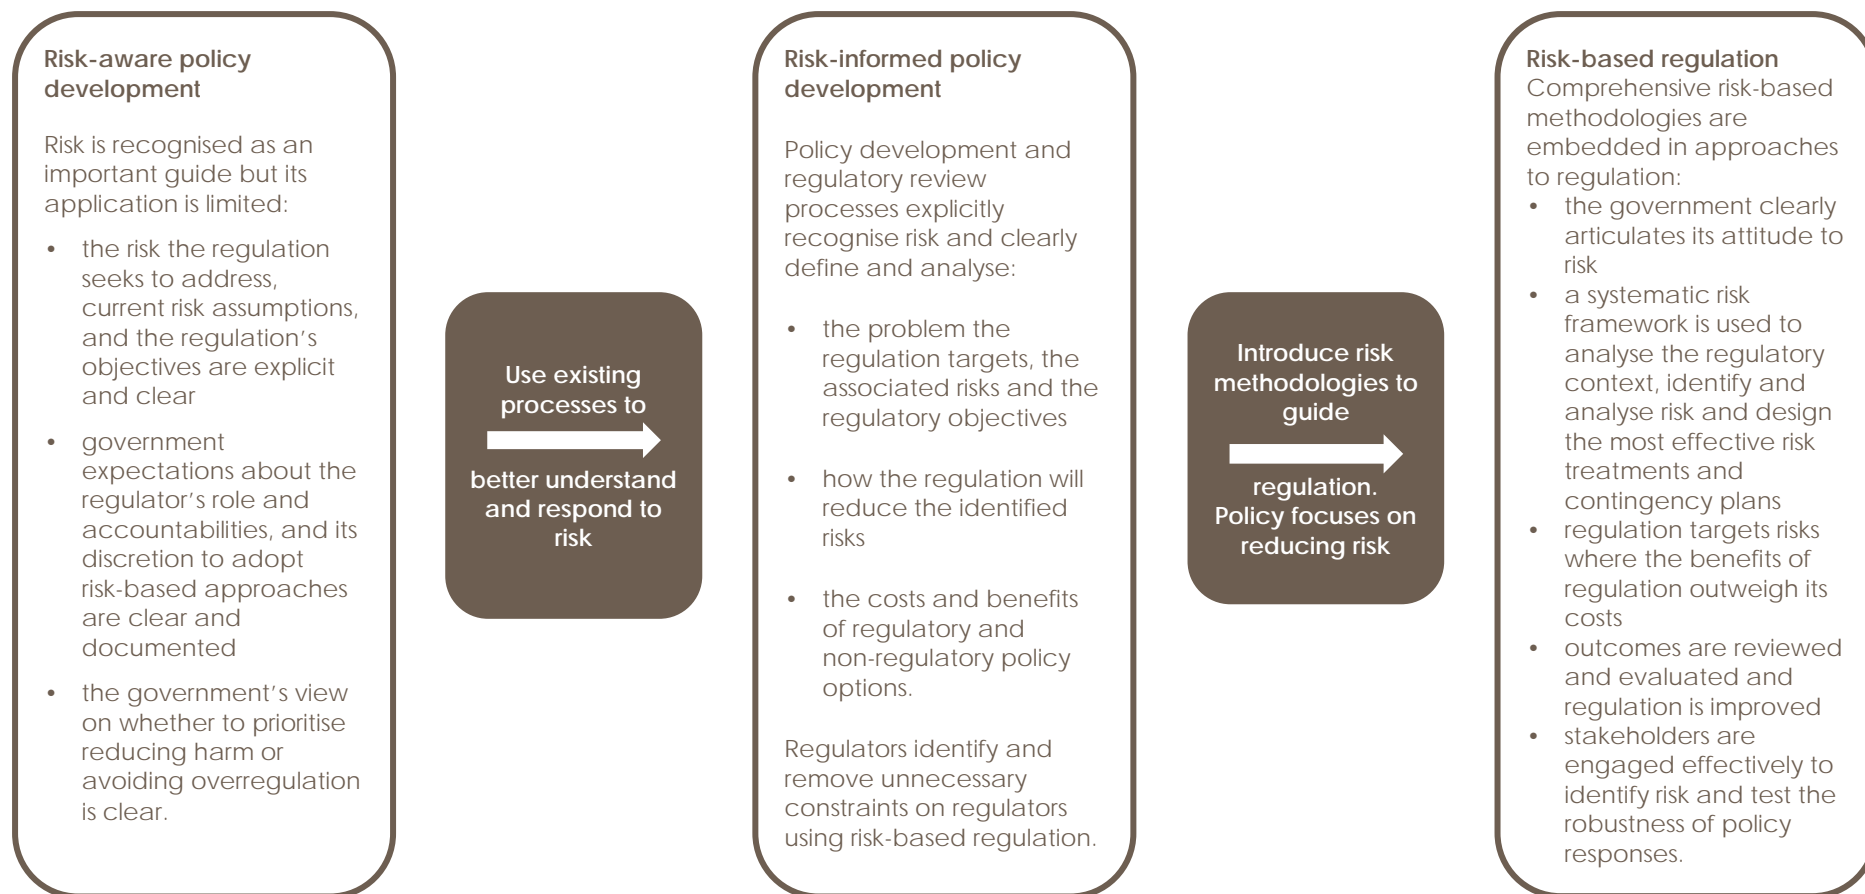 Risk-aware policy
development
Risk is recognised as an
important guide but its
application is limited:
• the risk the regulation
seeks to address,
current risk assumptions,
and the regulation's
objectives are explicit
and clear
• government
expectations about the
regulator's role and
accountabilities, and its
discretion to adopt
risk-based approaches
are clear and
documented
• the government's view
on whether to prioritise
reducing harm or
avoiding overregulation
is clear.
Use existing
processes to
better understand
and respond to
risk
Risk-informed policy
development
Policy development and
regulatory review
processes explicitly
recognise risk and clearly
define and analyse:
• the problem the
regulation targets, the
associated risks and the
regulatory objectives
• how the regulation will
reduce the identified
risks
• the costs and benefits
of regulatory and
non-regulatory policy
options.
Regulators identify and
remove unnecessary
constraints on regulators
using risk-based regulation.
Introduce risk
methodologies to
guide
regulation.
Policy focuses on
reducing risk
Risk-based regulation
Comprehensive risk-based
methodologies are
embedded in approaches
to regulation:
• the government clearly
articulates its attitude to
risk
• a systematic risk
framework is used to
analyse the regulatory
context, identify and
analyse risk and design
the most effective risk
treatments and
contingency plans
• regulation targets risks
where the benefits of
regulation outweigh its
costs
• outcomes are reviewed
and evaluated and
regulation is improved
• stakeholders are
engaged effectively to
identify risk and test the
robustness of policy
responses.